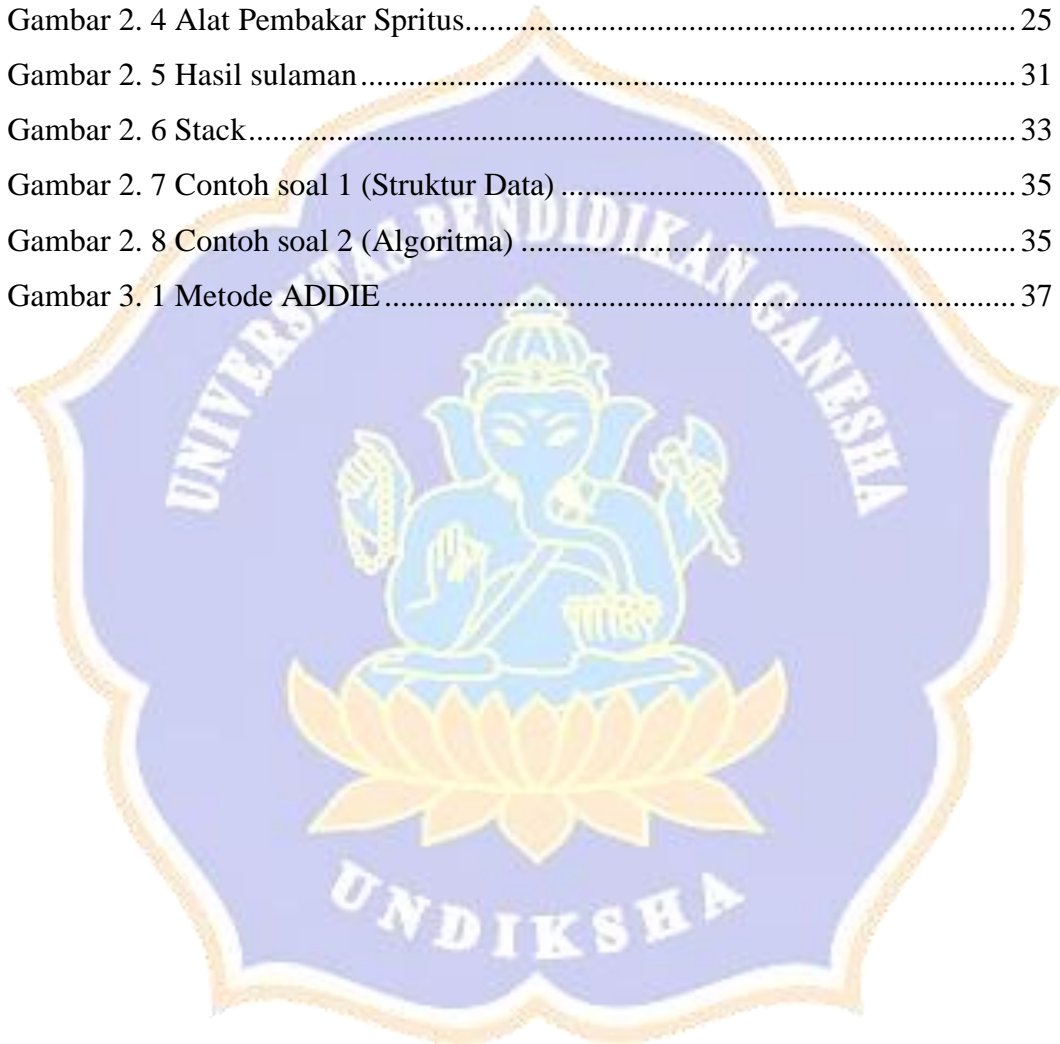 Gambar 2. 4 Alat Pembakar Spritus.................................................................................................. 25
Gambar 2. 5 Hasil sulaman.................................................................................................. 31
Gambar 2. 6 Stack.................................................................................................. 33
Gambar 2. 7 Contoh soal 1 (Struktur Data).................................................................................................. 35
Gambar 2. 8 Contoh soal 2 (Algoritma).................................................................................................. 35
Gambar 3. 1 Metode ADDIE.................................................................................................. 37
UNIVERSITAS PENDIDIKAN GANESHA
UNDIKSHA